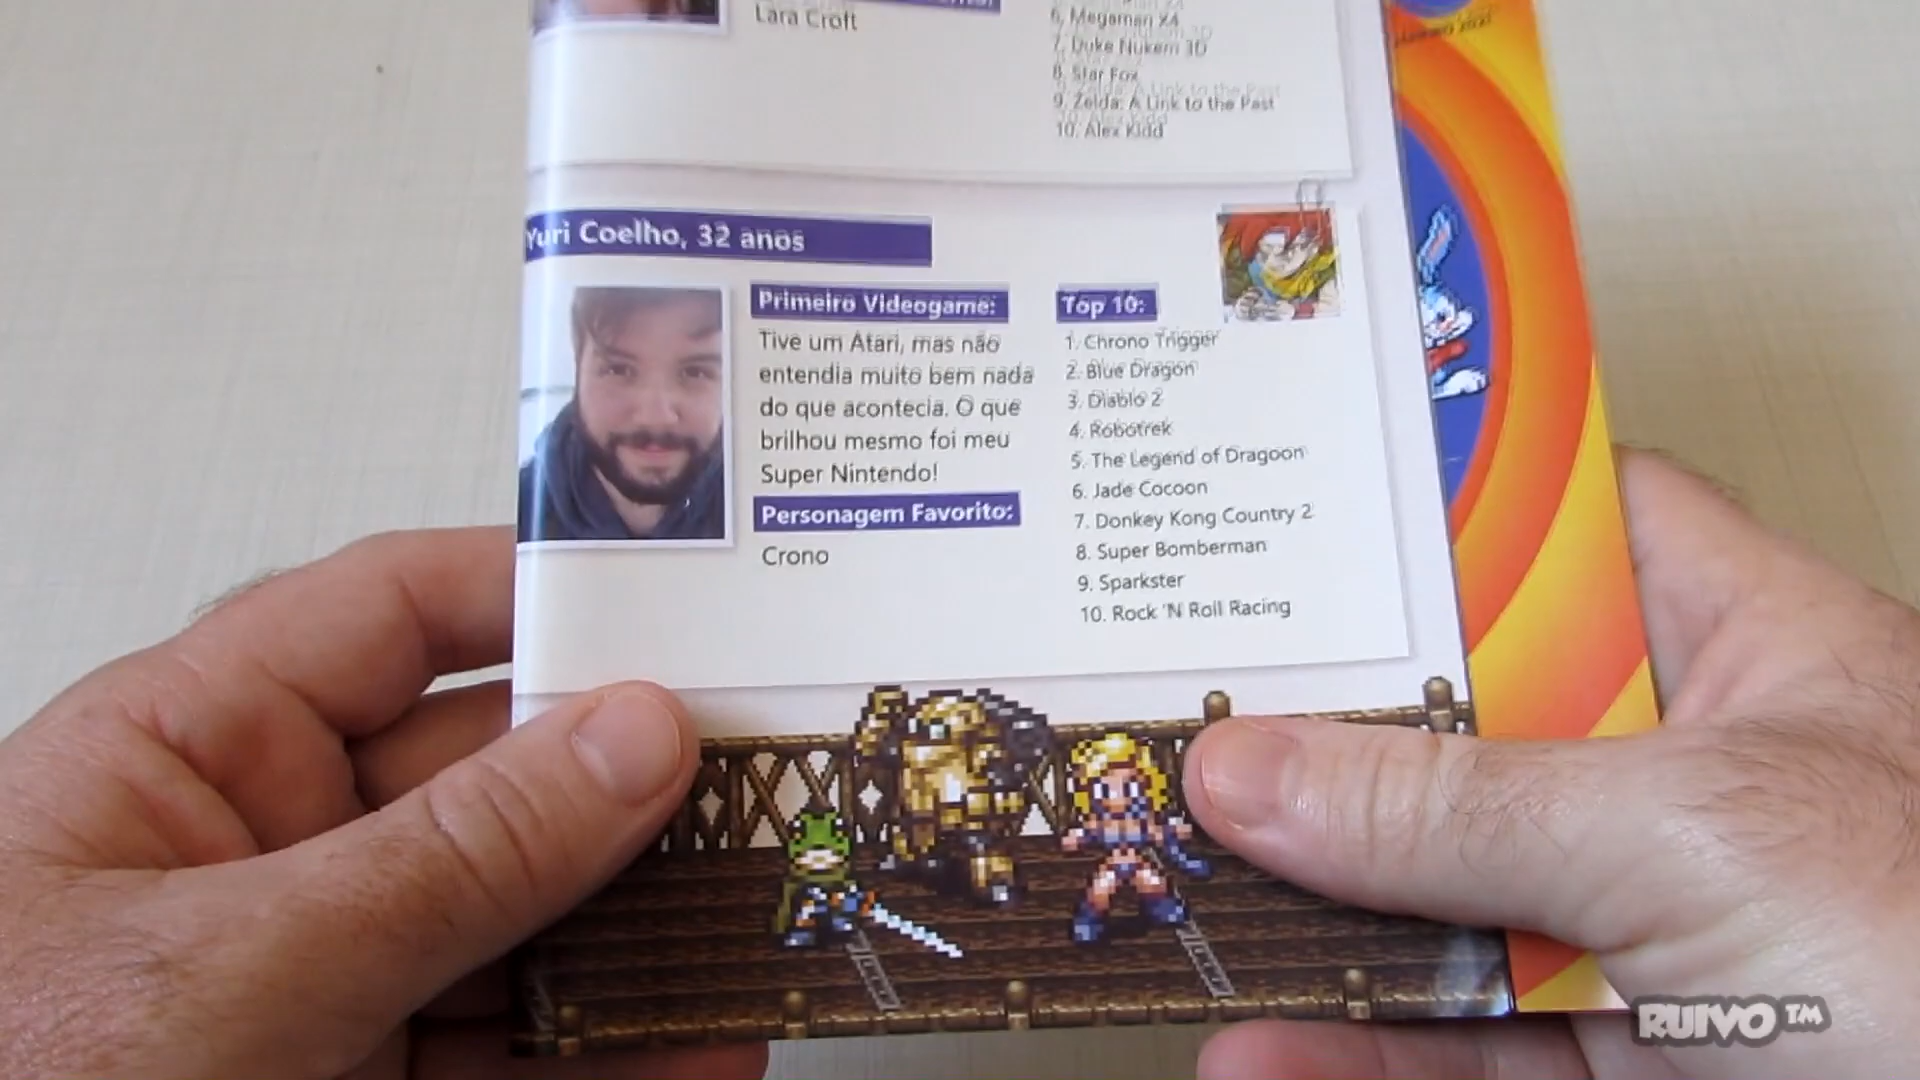 Lara Croft
6. Megaman X4
7. Duke Nukem 3D
8. Star Fox
9. Zelda: A Link to the Past
10. Alex Kidd
Yuri Coelho, 32 anos
Primeiro Videogame:
Tive um Atari, mas não
entendia muito bem nada
do que acontecia. O que
brilhou mesmo foi meu
Super Nintendo!
Personagem Favorito:
Crono
Top 10:
1. Chrono Trigger
2. Blue Dragon
3. Diablo 2
4. Robotrek
5. The Legend of Dragoon
6. Jade Cocoon
7. Donkey Kong Country 2
8. Super Bomberman
9. Sparkster
10. Rock 'N Roll Racing
RUIVO™